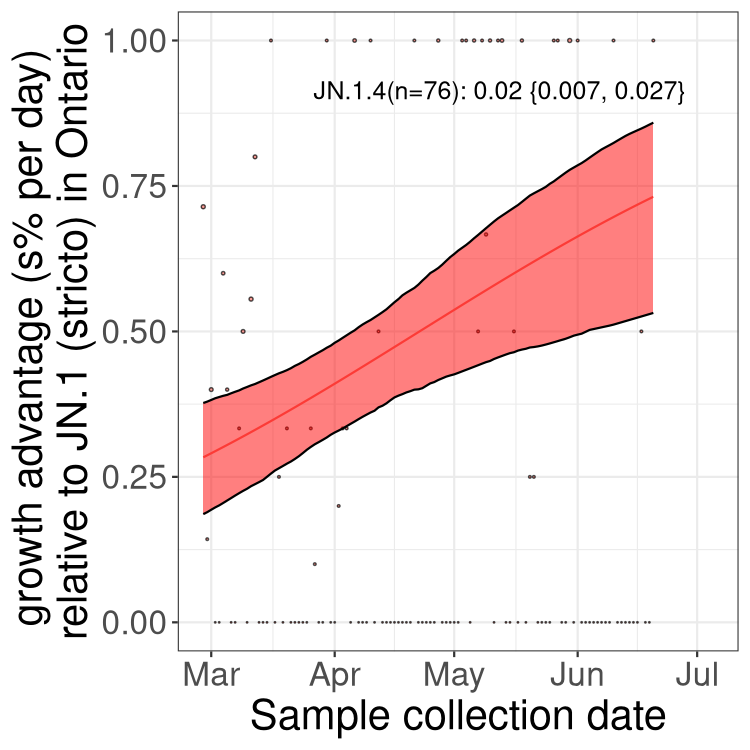 growth advantage (s% per day)
relative to JN.1 (stricto) in Ontario
1.00
0.75
0.50
0.25
0.00
JN.1.4(n=76): 0.02 {0.007, 0.027}
Mar Apr May Jun Jul
Sample collection date